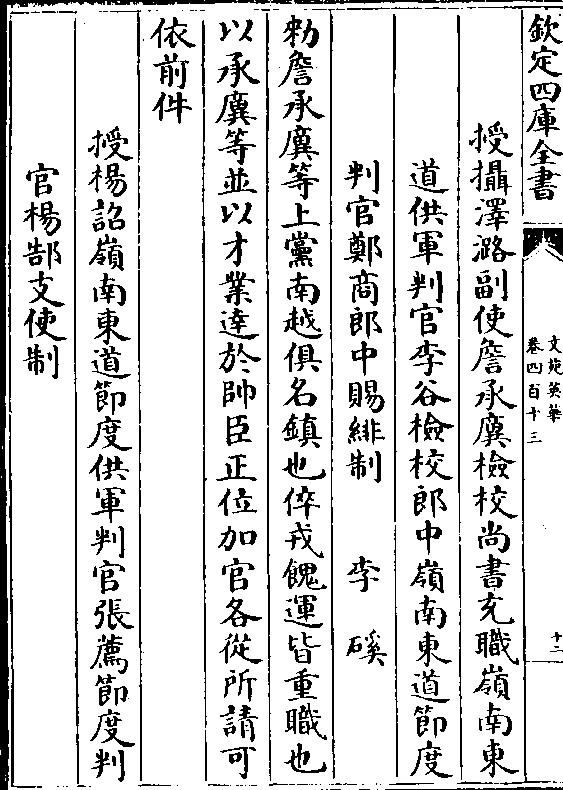 欽定四庫全書
文苑英華
卷四百十三
十二
授攝澤潞副使詹承廙檢校尚書充職嶺南東
道供軍判官李谷檢校郎中嶺南東道節度
判官鄭商郎中賜緋制 李磎
勑詹承廙等上黨南越俱名鎮也倅戎餽運皆重職也
以承廙等並以才業達於帥臣正位加官各從所請可
依前件
授楊詔嶺南東道節度供軍判官張薦節度判
官楊郜支使制